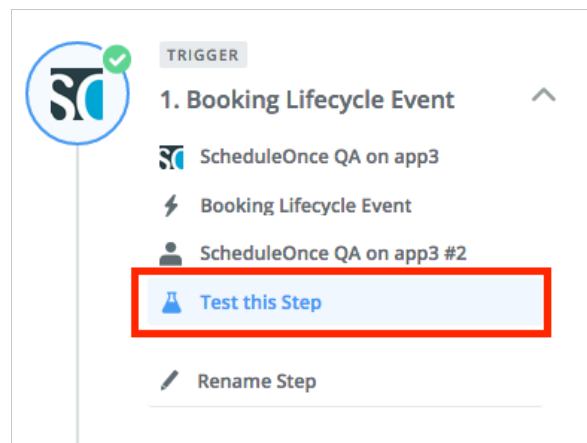 TRIGGER
SC
1. Booking Lifecycle Event
SC ScheduleOnce QA on app3
Booking Lifecycle Event
ScheduleOnce QA on app3 #2
Test this Step
Rename Step